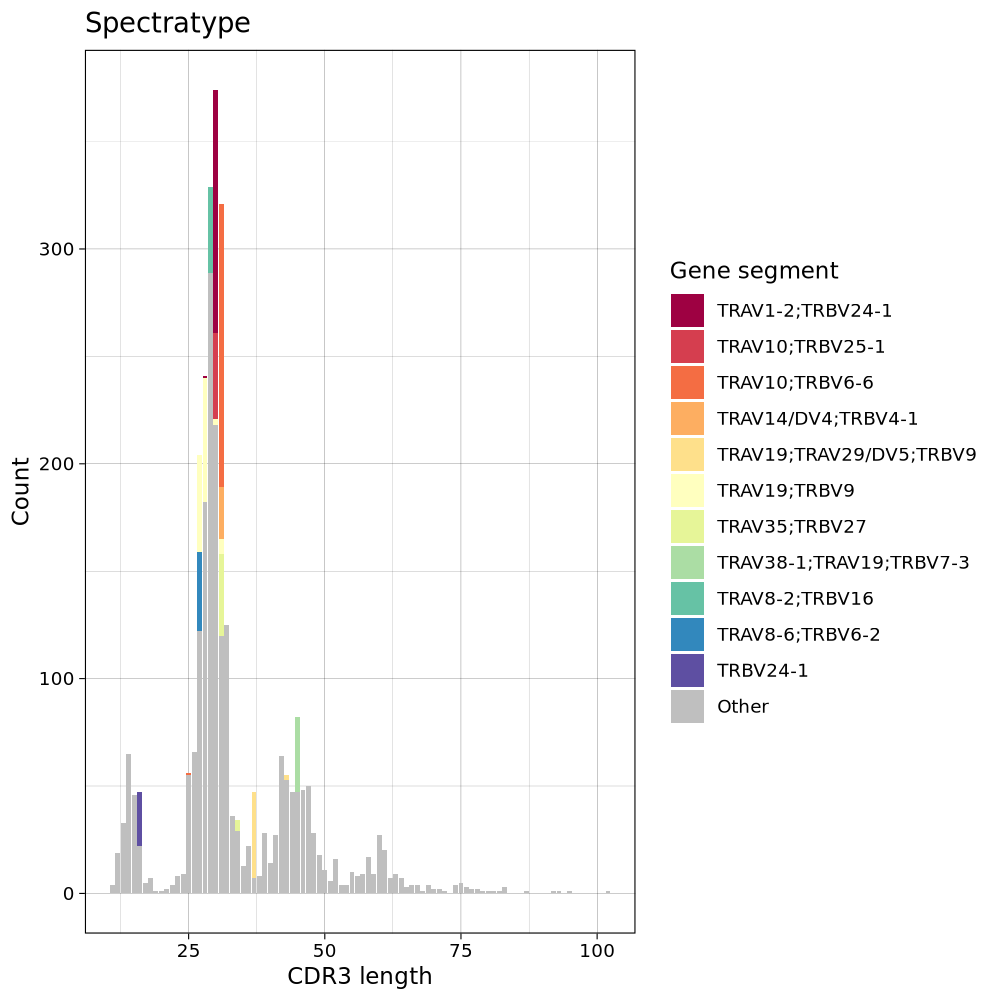 Spectratype
Count
300
200
100
0
25
50
75
100
CDR3 length
Gene segment
TRAV1-2;TRBV24-1
TRAV10;TRBV25-1
TRAV10;TRBV6-6
TRAV14/DV4;TRBV4-1
TRAV19;TRAV29/DV5;TRBV9
TRAV19;TRBV9
TRAV35;TRBV27
TRAV38-1;TRAV19;TRBV7-3
TRAV8-2;TRBV16
TRAV8-6;TRBV6-2
TRBV24-1
Other